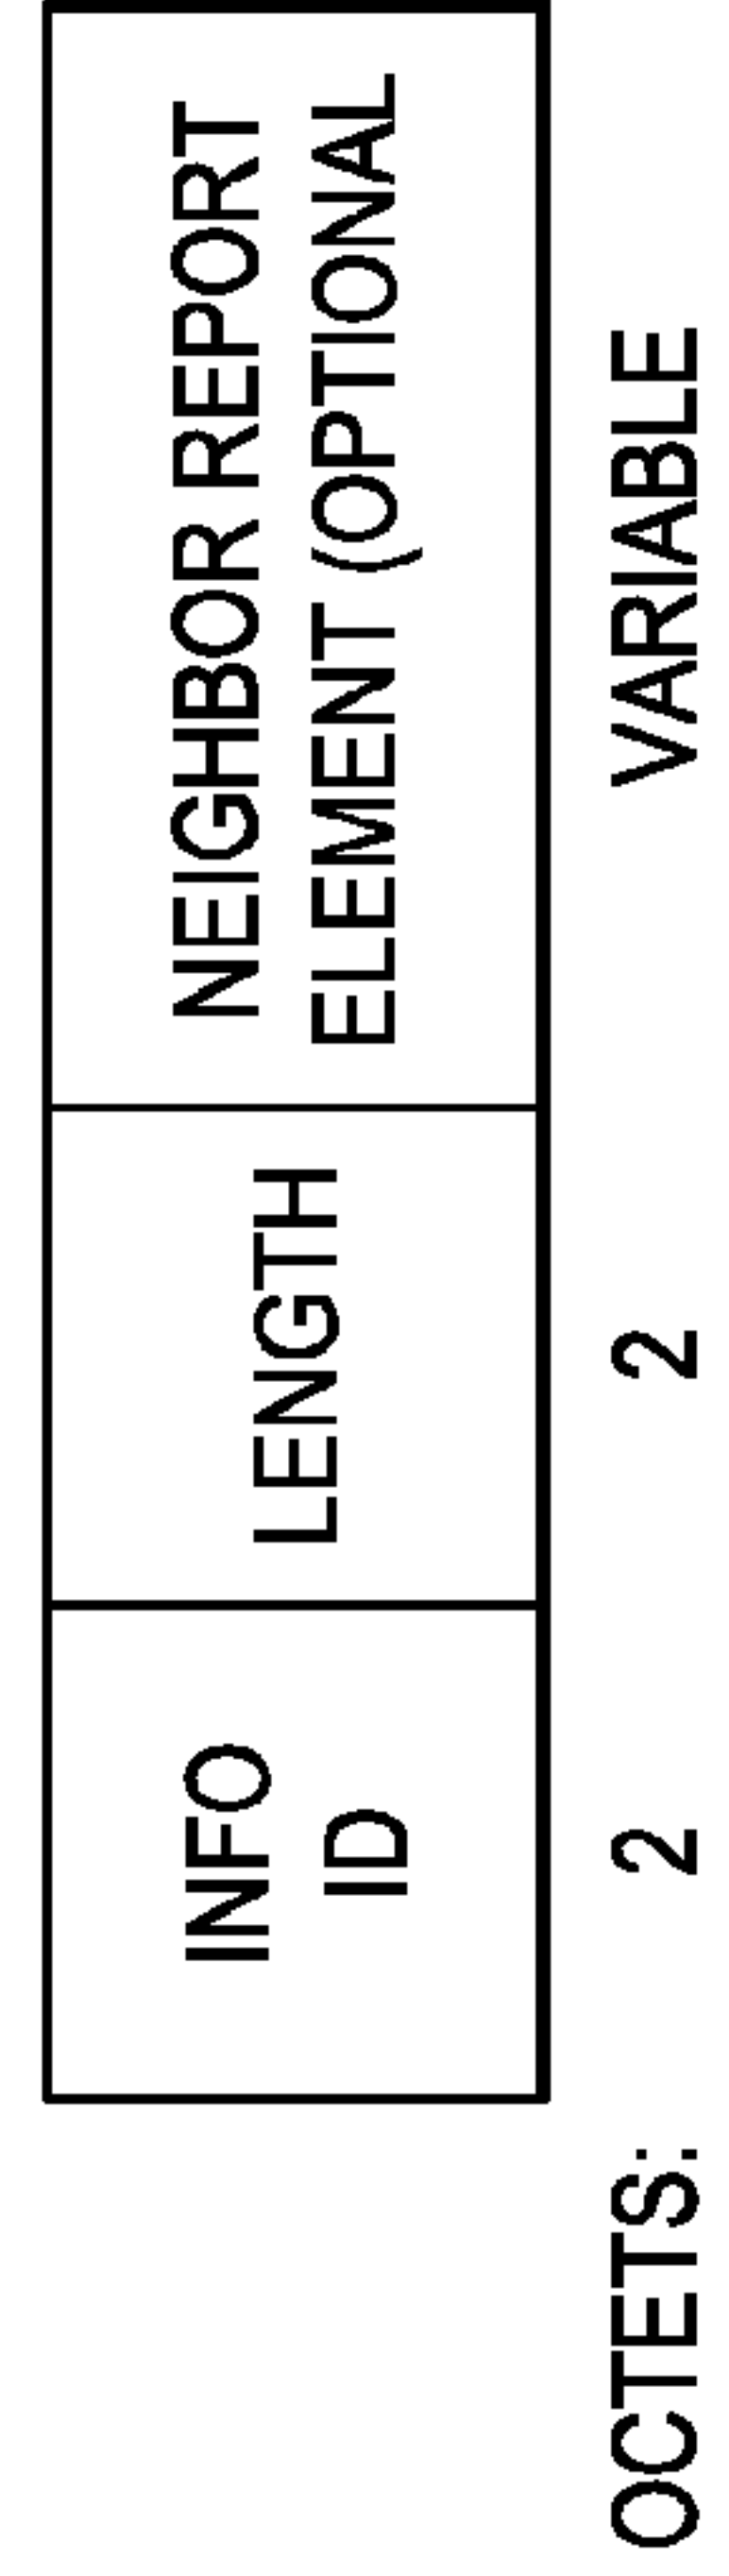 INFO
ID
LENGTH
NEIGHBOR REPORT
ELEMENT (OPTIONAL
OCTETS: 2 2 VARIABLE